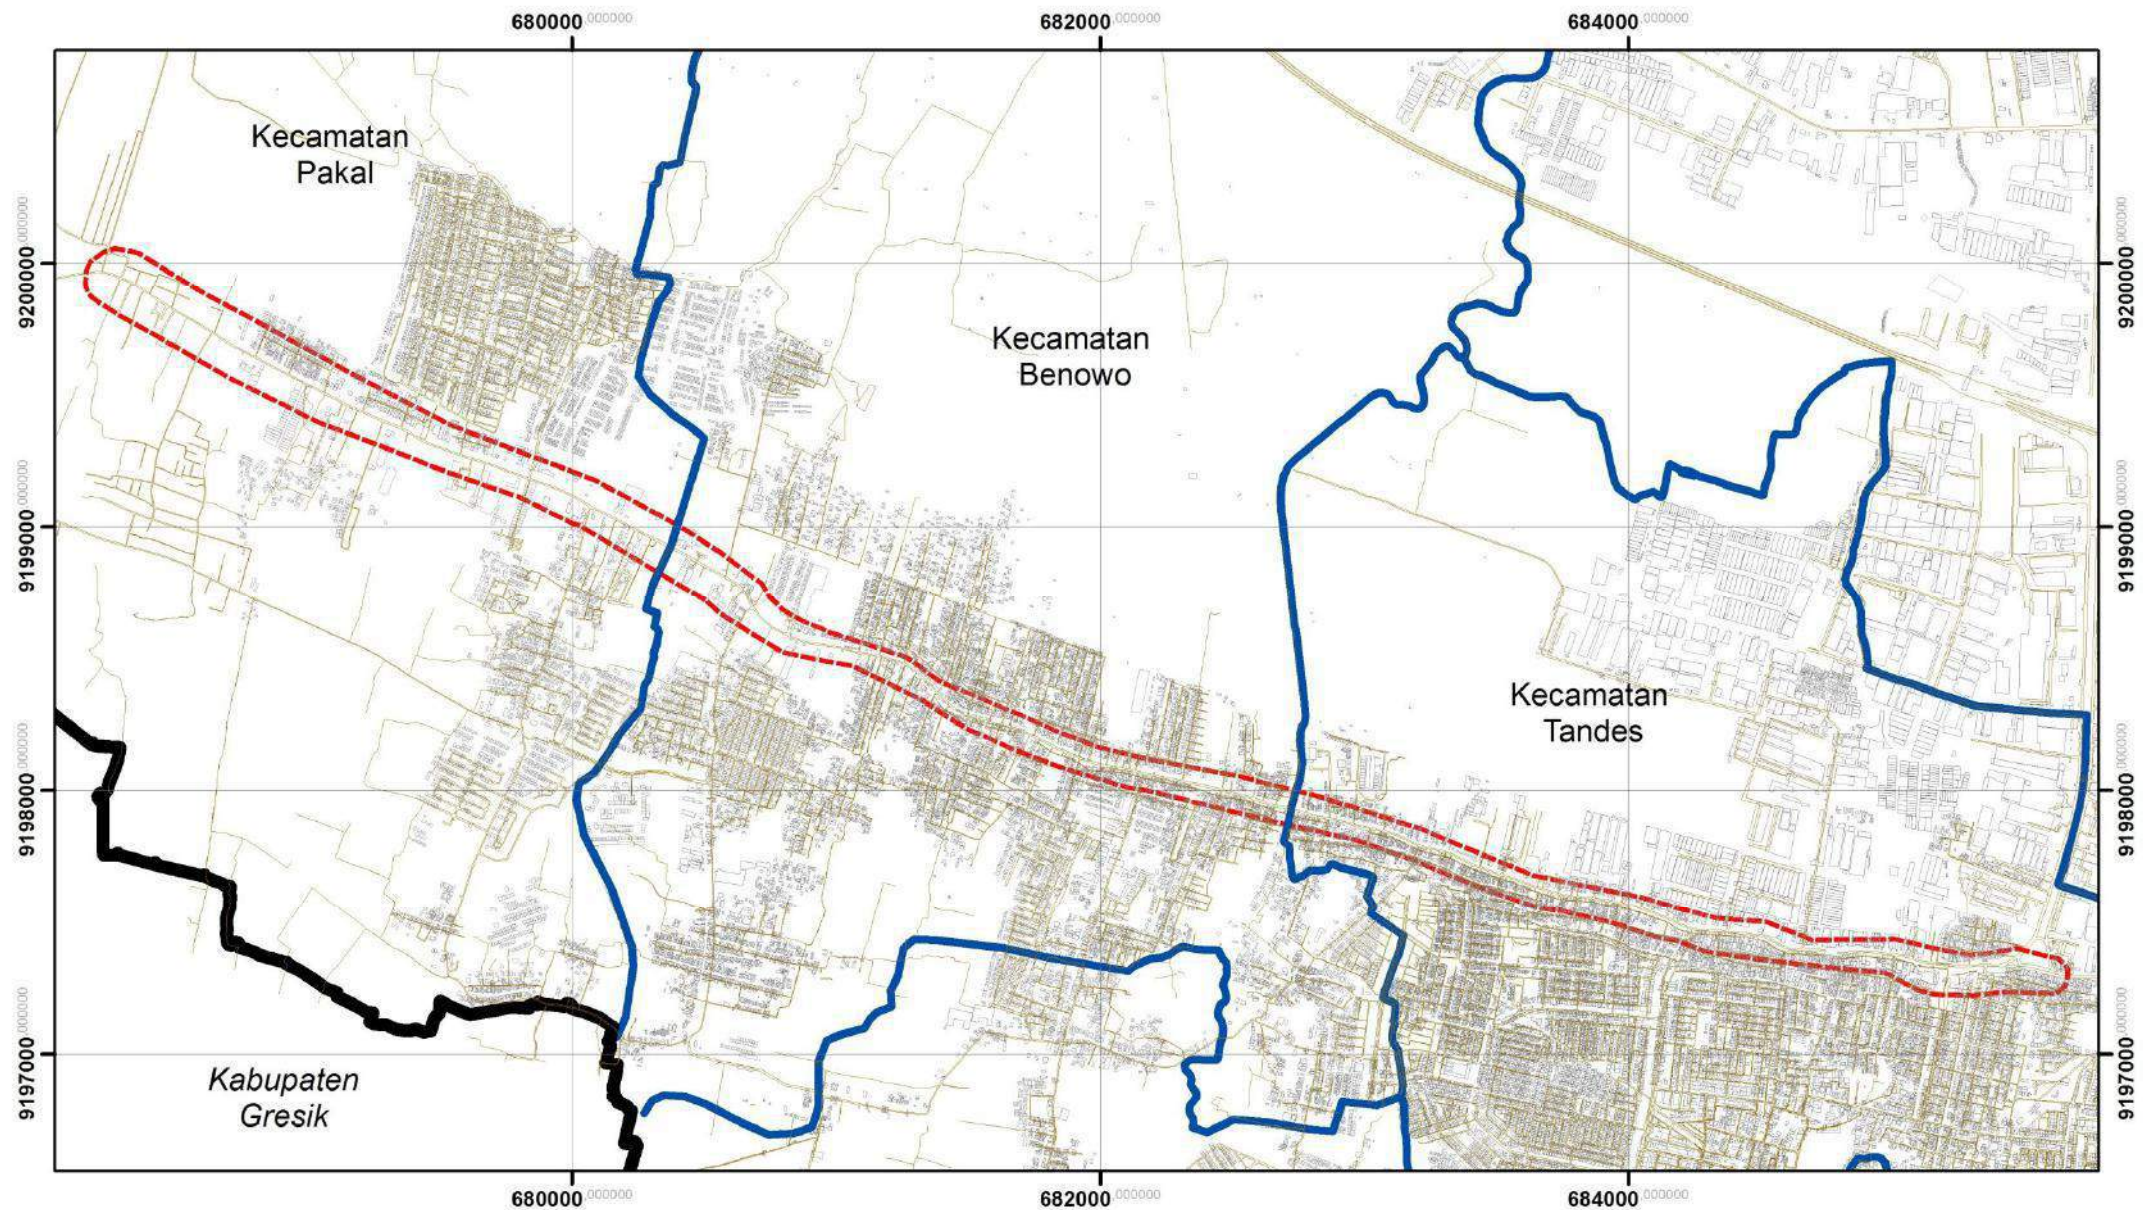 680000.000000 682000.000000 684000.000000
Kecamatan
Pakal
9200000.000000 9200000.000000
Kecamatan
Benowo
9199000.000000 9199000.000000
Kecamatan
Tandes
9198000.000000 9198000.000000
9197000.000000 9197000.000000
Kabupaten
Gresik
680000.000000 682000.000000 684000.000000